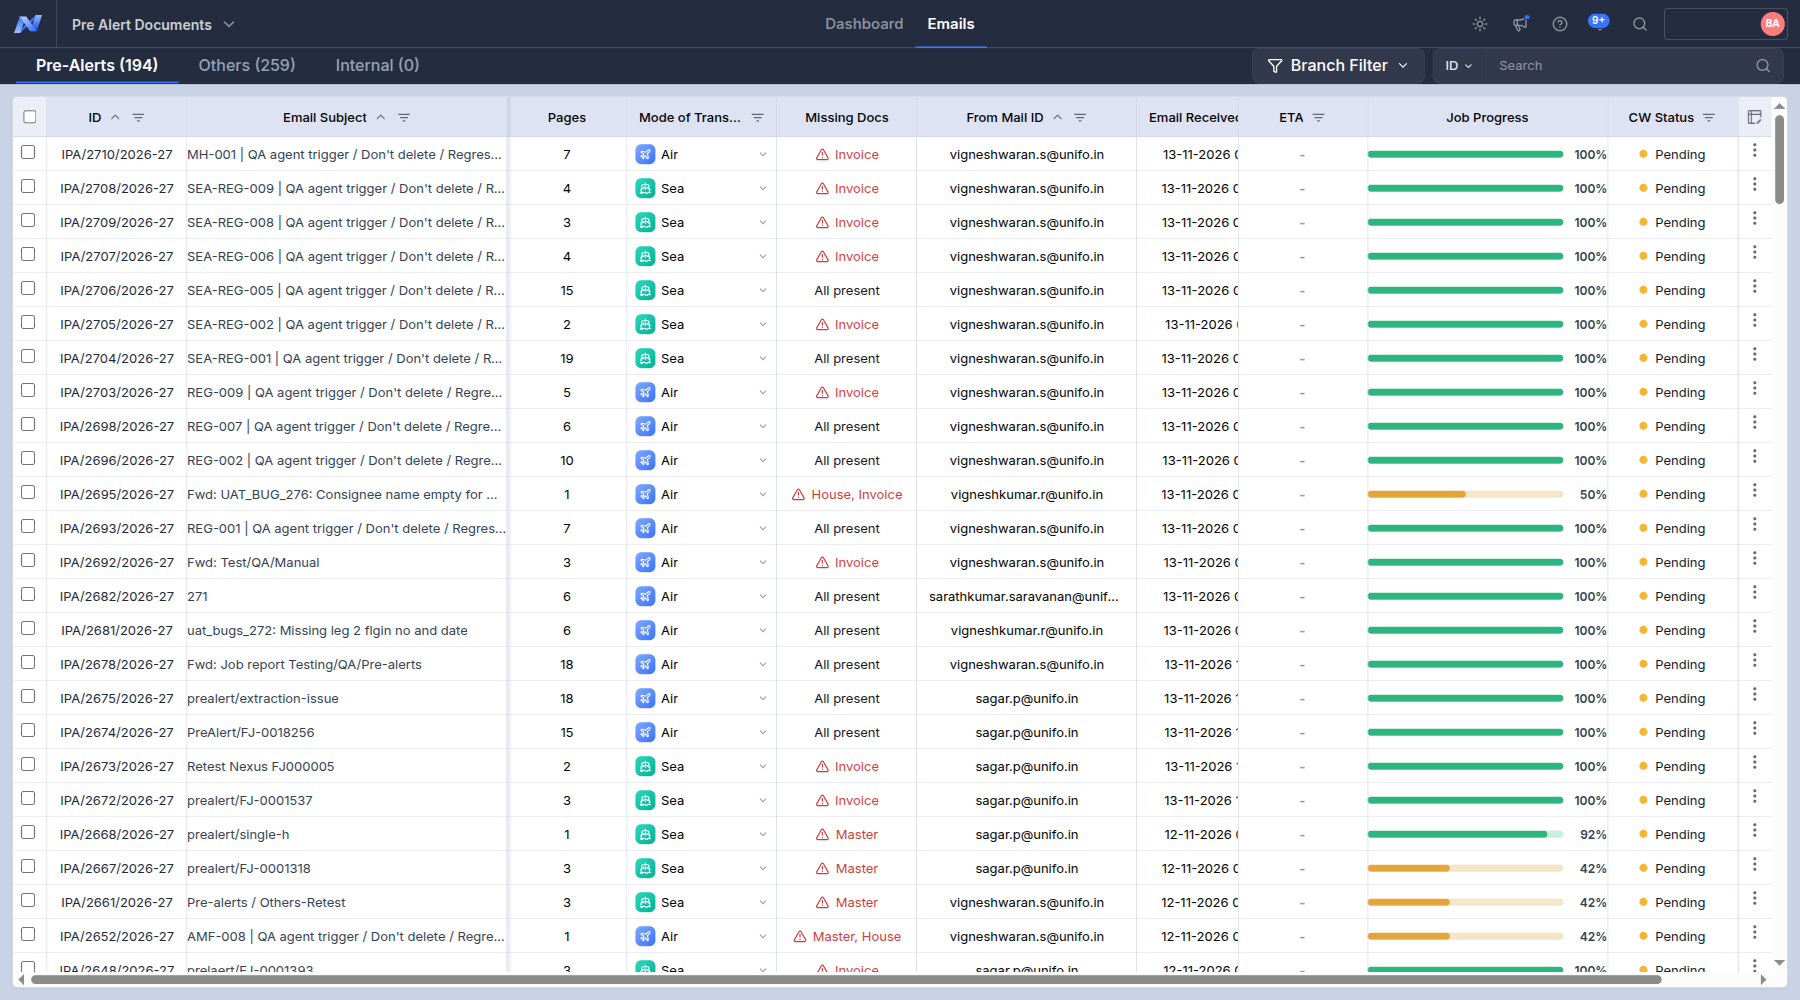 Pre Alert Documents
Dashboard
Emails
9+
BA
Pre-Alerts (194)
Others (259)
Internal (0)
Branch Filter
ID
Search
ID Email Subject Pages Mode of Trans... Missing Docs From Mail ID Email Received ETA Job Progress CW Status
IPA/2710/2026-27 MH-001 | QA agent trigger / Don't delete / Regres... 7 Air Invoice vigneshwaran.s@unifo.in 13-11-2026 - 100% Pending
IPA/2708/2026-27 SEA-REG-009 | QA agent trigger / Don't delete / R... 4 Sea Invoice vigneshwaran.s@unifo.in 13-11-2026 - 100% Pending
IPA/2709/2026-27 SEA-REG-008 | QA agent trigger / Don't delete / R... 3 Sea Invoice vigneshwaran.s@unifo.in 13-11-2026 - 100% Pending
IPA/2707/2026-27 SEA-REG-006 | QA agent trigger / Don't delete / R... 4 Sea Invoice vigneshwaran.s@unifo.in 13-11-2026 - 100% Pending
IPA/2706/2026-27 SEA-REG-005 | QA agent trigger / Don't delete / R... 15 Sea All present vigneshwaran.s@unifo.in 13-11-2026 - 100% Pending
IPA/2705/2026-27 SEA-REG-002 | QA agent trigger / Don't delete / R... 2 Sea Invoice vigneshwaran.s@unifo.in 13-11-2026 - 100% Pending
IPA/2704/2026-27 SEA-REG-001 | QA agent trigger / Don't delete / R... 19 Sea All present vigneshwaran.s@unifo.in 13-11-2026 - 100% Pending
IPA/2703/2026-27 REG-009 | QA agent trigger / Don't delete / Regre... 5 Air Invoice vigneshwaran.s@unifo.in 13-11-2026 - 100% Pending
IPA/2698/2026-27 REG-007 | QA agent trigger / Don't delete / Regre... 6 Air All present vigneshwaran.s@unifo.in 13-11-2026 - 100% Pending
IPA/2696/2026-27 REG-002 | QA agent trigger / Don't delete / Regre... 10 Air All present vigneshwaran.s@unifo.in 13-11-2026 - 100% Pending
IPA/2695/2026-27 Fwd: UAT_BUG_276: Consignee name empty for ... 1 Air House, Invoice vigneshkumar.r@unifo.in 13-11-2026 - 50% Pending
IPA/2693/2026-27 REG-001 | QA agent trigger / Don't delete / Regres... 7 Air All present vigneshwaran.s@unifo.in 13-11-2026 - 100% Pending
IPA/2692/2026-27 Fwd: Test/QA/Manual 3 Air Invoice vigneshwaran.s@unifo.in 13-11-2026 - 100% Pending
IPA/2682/2026-27 271 6 Air All present sarathkumar.saravanan@unif... 13-11-2026 - 100% Pending
IPA/2681/2026-27 uat_bugs_272: Missing leg 2 flgin no and date 6 Air All present vigneshkumar.r@unifo.in 13-11-2026 - 100% Pending
IPA/2678/2026-27 Fwd: Job report Testing/QA/Pre-alerts 18 Air All present vigneshwaran.s@unifo.in 13-11-2026 - 100% Pending
IPA/2675/2026-27 prealert/extraction-issue 18 Air All present sagar.p@unifo.in 13-11-2026 - 100% Pending
IPA/2674/2026-27 PreAlert/FJ-0018256 15 Air All present sagar.p@unifo.in 13-11-2026 - 100% Pending
IPA/2673/2026-27 Retest Nexus FJ000005 2 Sea Invoice sagar.p@unifo.in 13-11-2026 - 100% Pending
IPA/2672/2026-27 prealert/FJ-0001537 3 Sea Invoice sagar.p@unifo.in 13-11-2026 - 100% Pending
IPA/2668/2026-27 prealert/single-h 1 Sea Master sagar.p@unifo.in 12-11-2026 - 92% Pending
IPA/2667/2026-27 prealert/FJ-0001318 3 Sea Master sagar.p@unifo.in 12-11-2026 - 42% Pending
IPA/2661/2026-27 Pre-alerts / Others-Retest 3 Sea Master vigneshwaran.s@unifo.in 12-11-2026 - 42% Pending
IPA/2652/2026-27 AMF-008 | QA agent trigger / Don't delete / Regre... 1 Air Master, House vigneshwaran.s@unifo.in 12-11-2026 - 42% Pending
IPA/2648/2026-27 prelaert/FJ-0001393 3 Sea Invoice sagar.p@unifo.in 12-11-2026 - 100% Pending